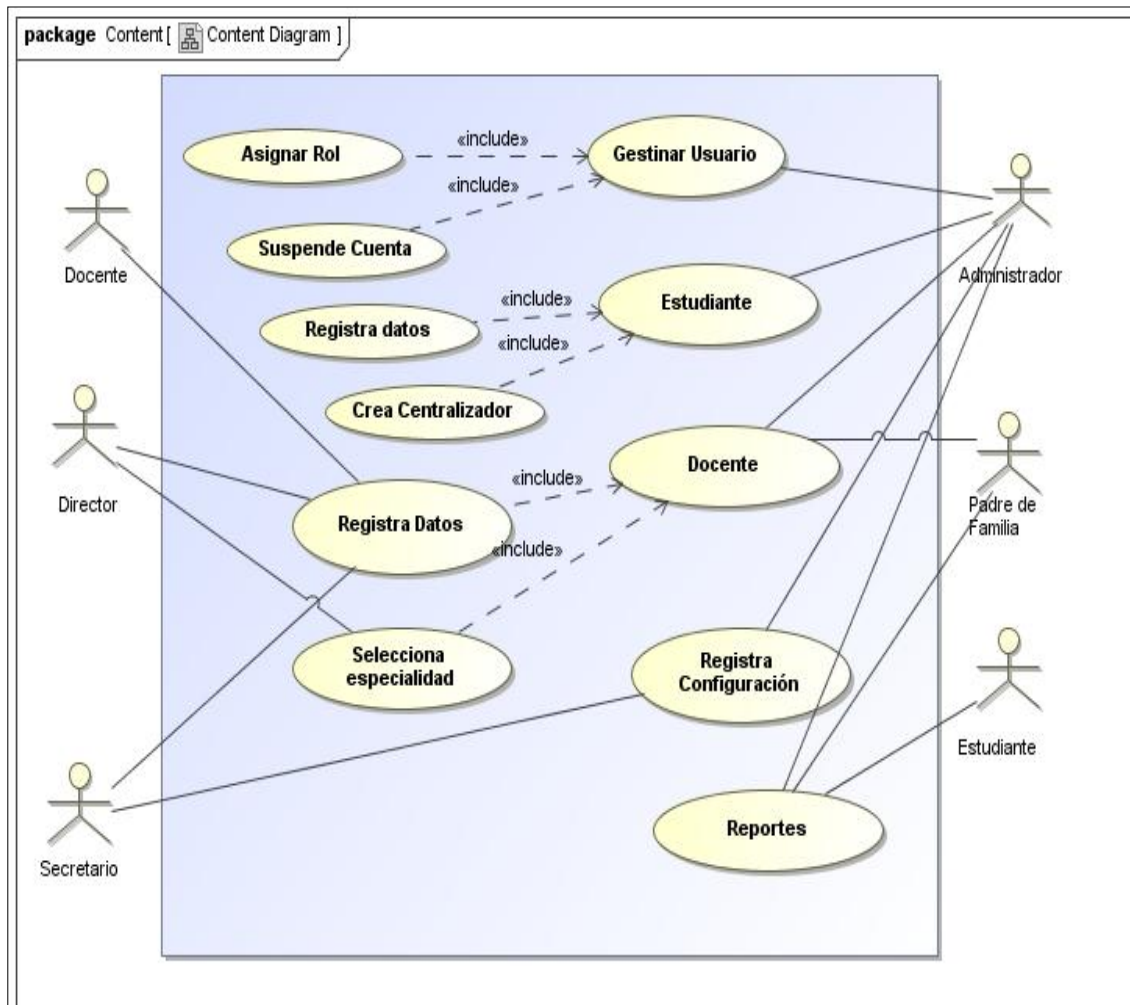 package Content [ Content Diagram ]
Asignar Rol
«include»
Gestinar Usuario
«include»
Suspende Cuenta
Docente
Administrador
Registra datos
«include»
Estudiante
«include»
Crea Centralizador
Director
Registra Datos
«include»
Docente
«include»
Padre de
Familia
Selecciona
especialidad
Registra
Configuración
Estudiante
Secretario
Reportes